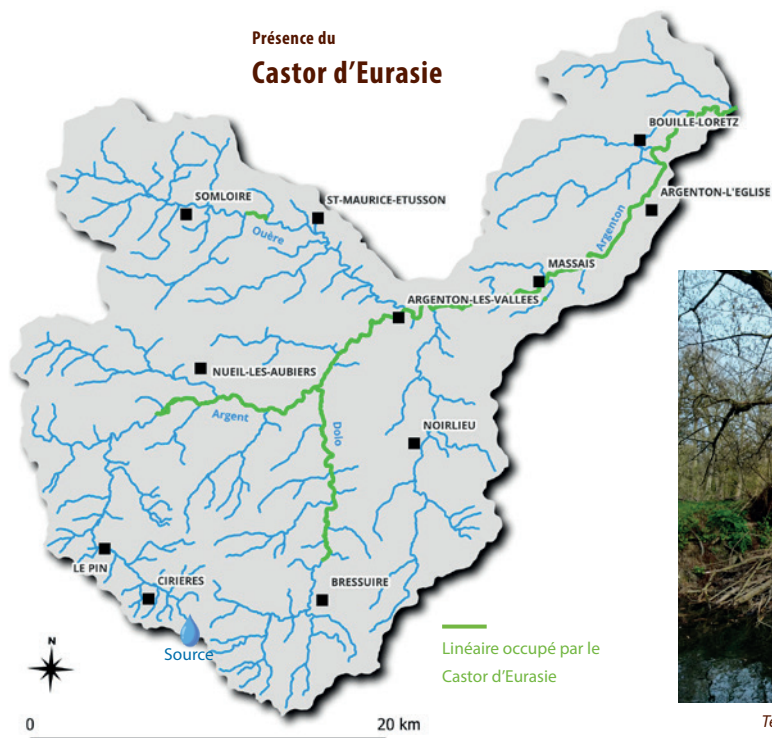 Présence du
Castor d'Eurasie
BOUILLE-LORETZ
SOMLOIRE
ST-MAURICE-ETUSSON
ARGENTON-L'EGLISE
Ouère
Argenton
MASSAIS
ARGENTON-LES-VALLEES
NUEIL-LES-AUBIERS
Argent
Dolo
NOIRLIEU
LE PIN
CIRIERES
BRESSUIRE
Source
N
Linéaire occupé par le
Castor d'Eurasie
0 20 km